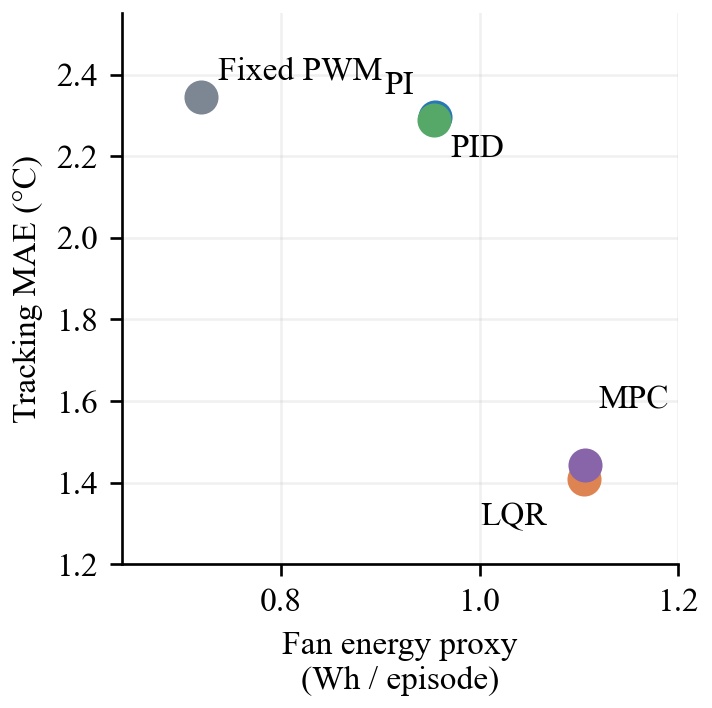 2.4
2.2
2.0
1.8
1.6
1.4
1.2
Tracking MAE (°C)
Fixed PWM
PI
PID
MPC
LQR
0.8
1.0
1.2
Fan energy proxy
(Wh / episode)